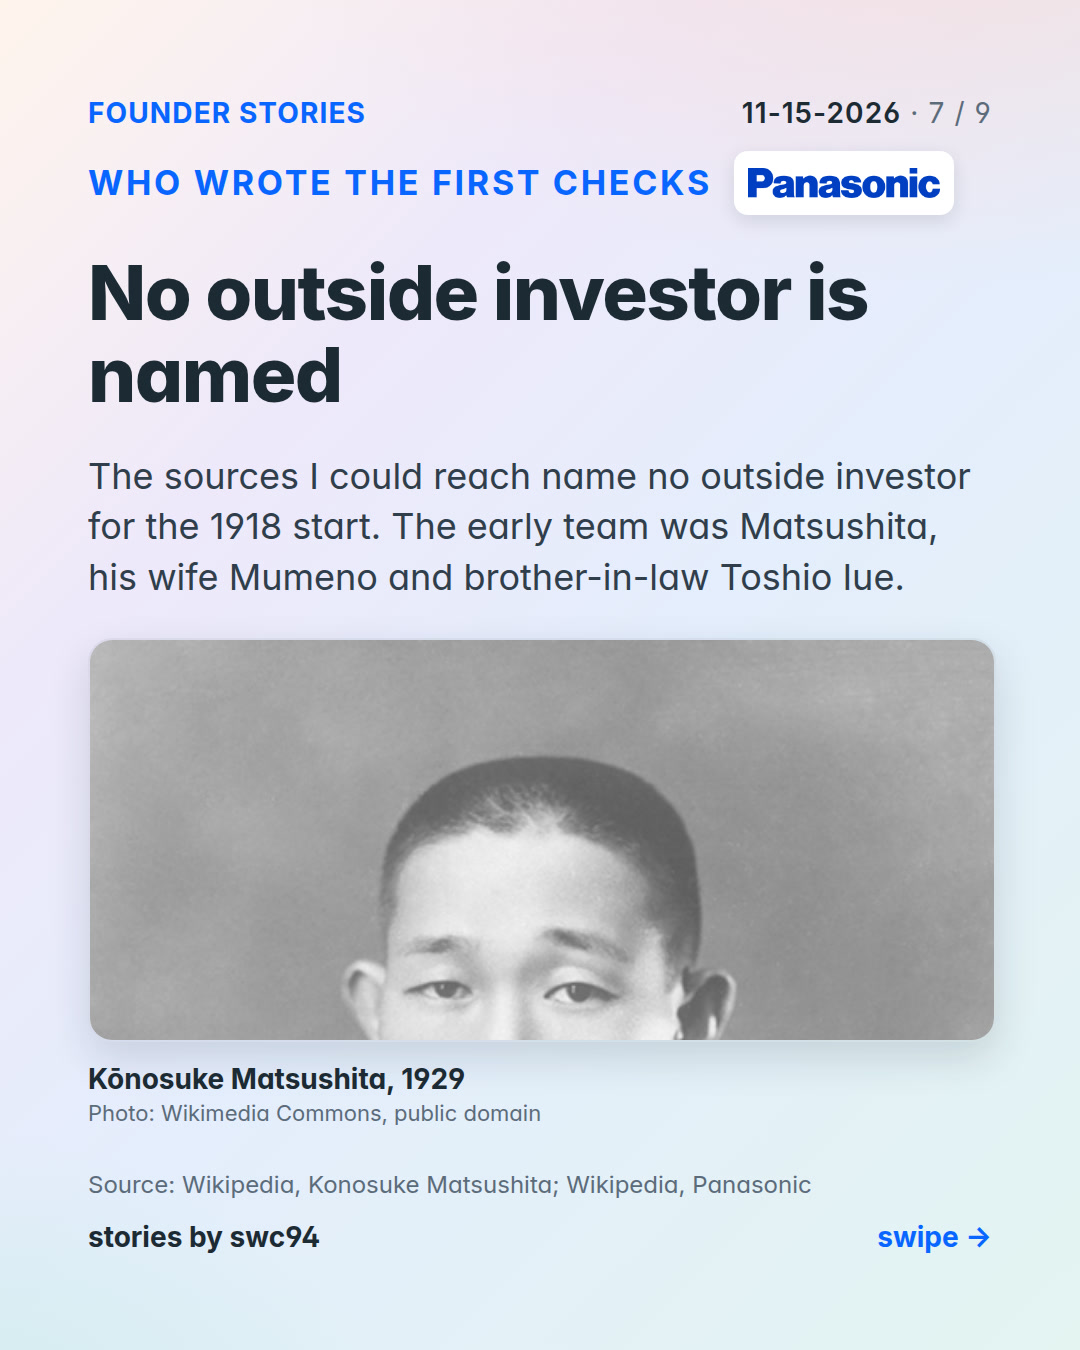 FOUNDER STORIES
11-15-2026 · 7 / 9
WHO WROTE THE FIRST CHECKS
Panasonic
No outside investor is
named
The sources I could reach name no outside investor
for the 1918 start. The early team was Matsushita,
his wife Mumeno and brother-in-law Toshio Iue.
Kōnosuke Matsushita, 1929
Photo: Wikimedia Commons, public domain
Source: Wikipedia, Konosuke Matsushita; Wikipedia, Panasonic
stories by swc94
swipe →